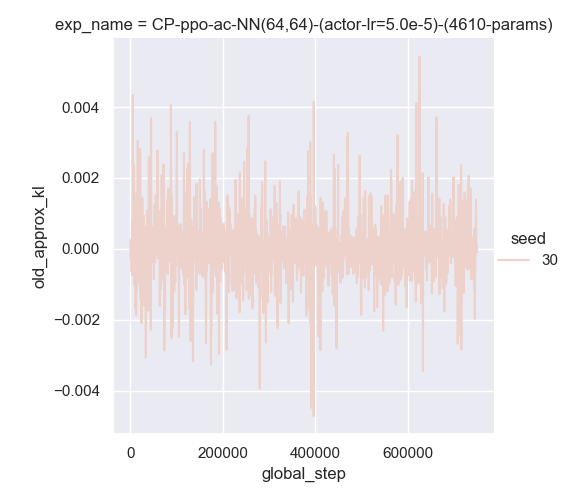 exp_name = CP-ppo-ac-NN(64,64)-(actor-lr=5.0e-5)-(4610-params)
0.004
0.002
0.000
−0.002
−0.004
old_approx_kl
0
200000
400000
600000
global_step
seed
30